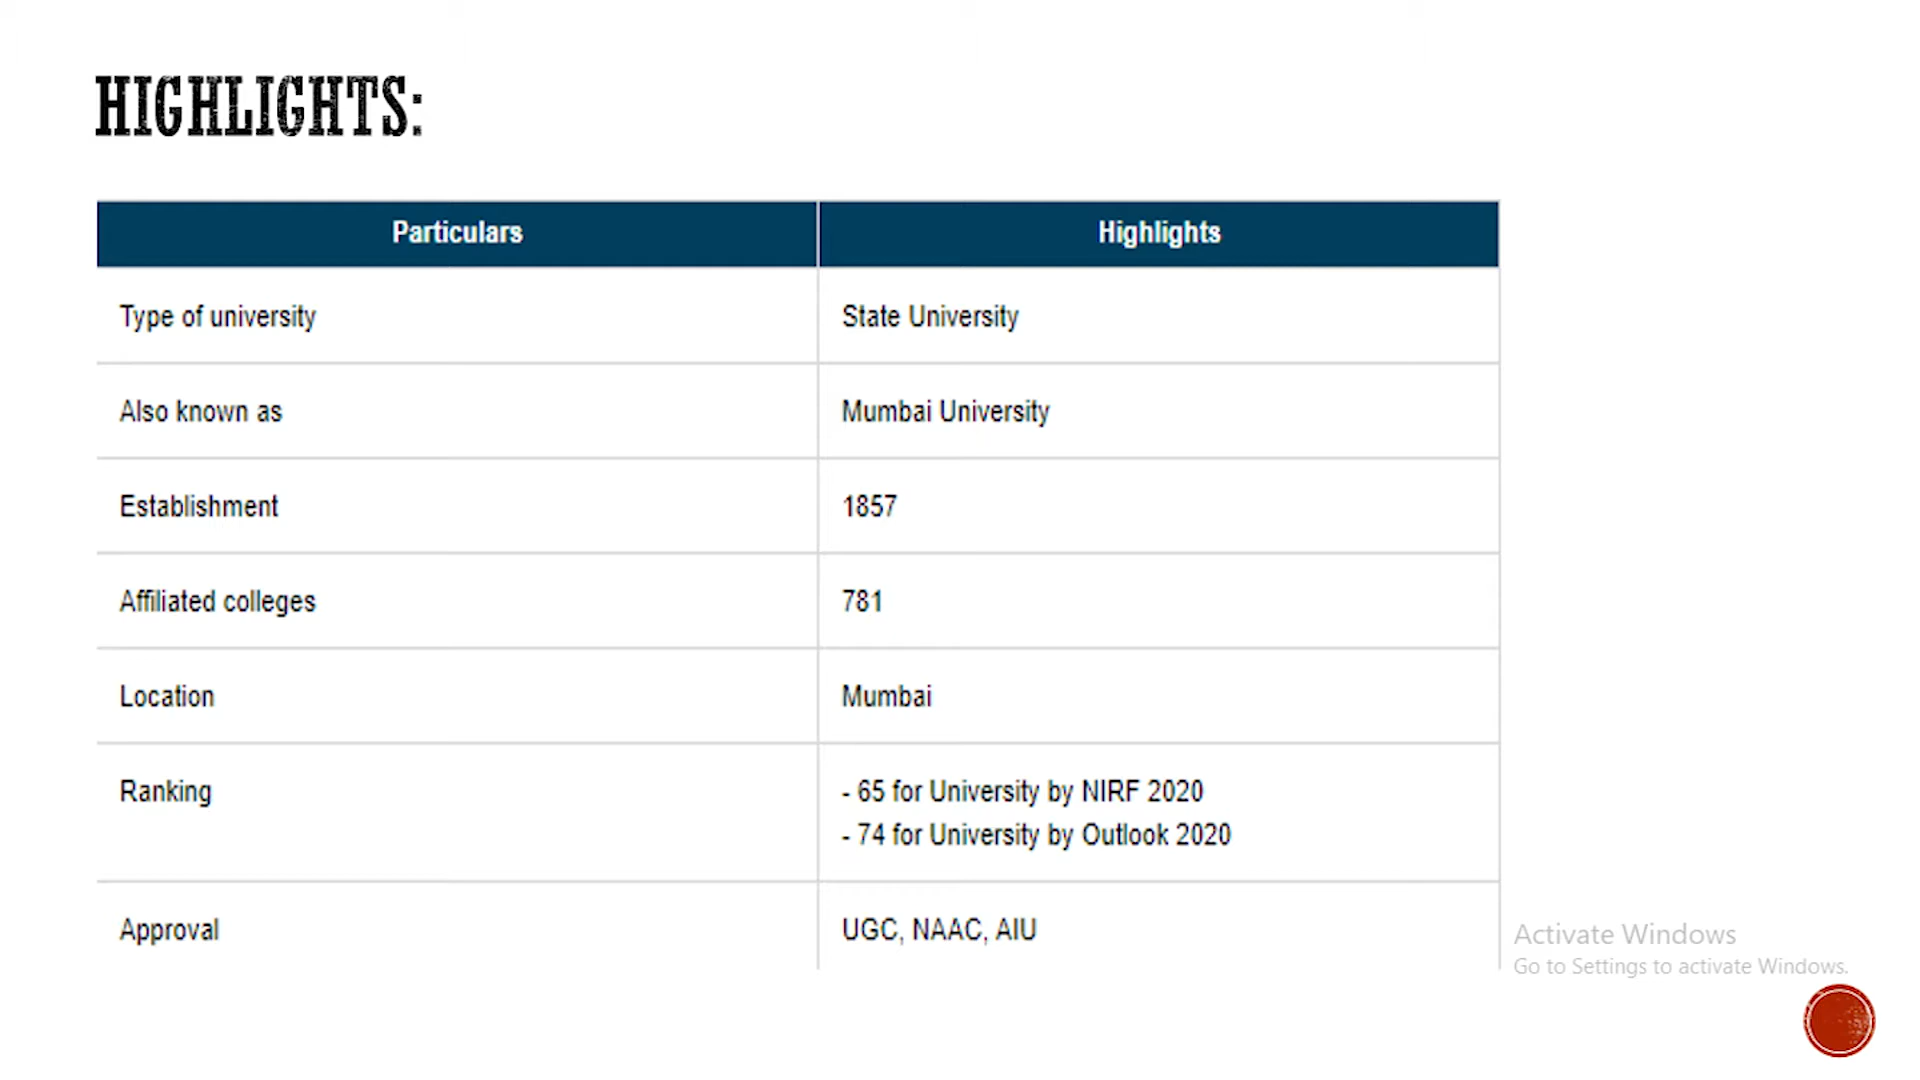 HIGHLIGHTS:
Particulars Highlights
Type of university State University
Also known as Mumbai University
Establishment 1857
Affiliated colleges 781
Location Mumbai
Ranking - 65 for University by NIRF 2020
- 74 for University by Outlook 2020
Approval UGC, NAAC, AIU
Activate Windows
Go to Settings to activate Windows.